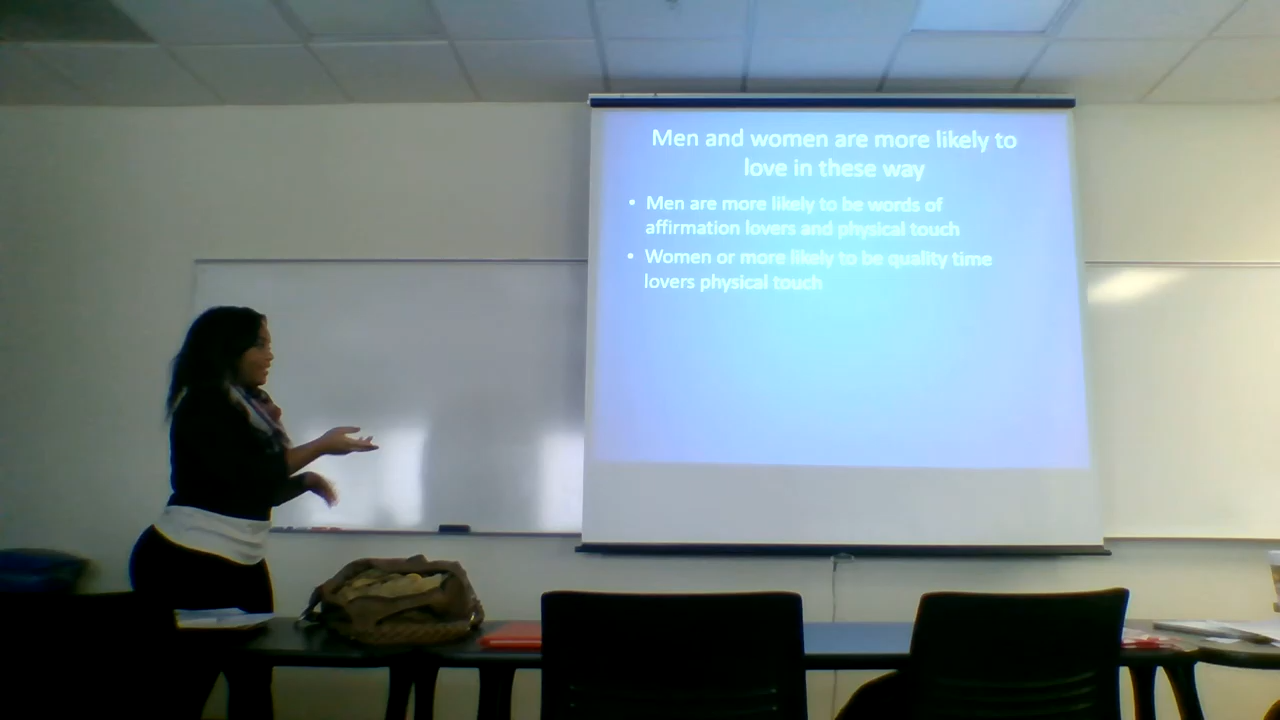 Men and women are more likely to
love in these way
• Men are more likely to be words of
affirmation lovers and physical touch
• Women or more likely to be quality time
lovers physical touch